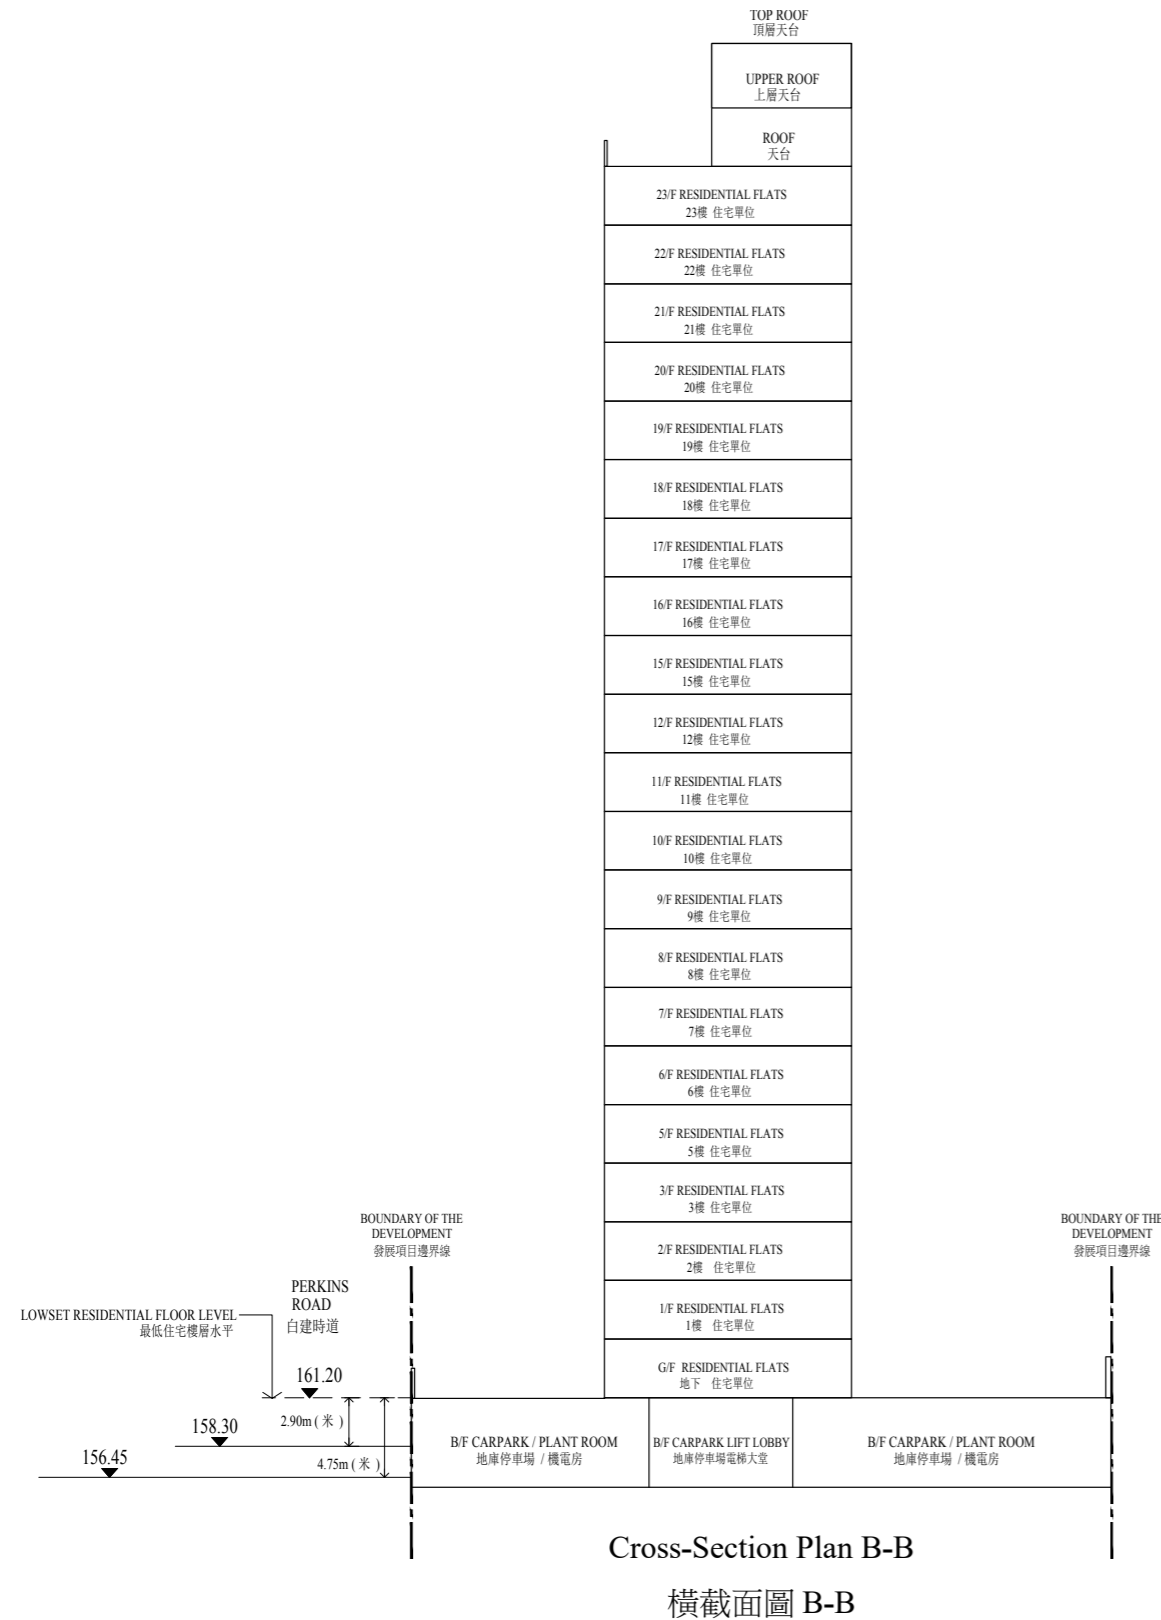 TOP ROOF
頂層天台
UPPER ROOF
上層天台
ROOF
天台
23/F RESIDENTIAL FLATS
23樓 住宅單位
22/F RESIDENTIAL FLATS
22樓 住宅單位
21/F RESIDENTIAL FLATS
21樓 住宅單位
20/F RESIDENTIAL FLATS
20樓 住宅單位
19/F RESIDENTIAL FLATS
19樓 住宅單位
18/F RESIDENTIAL FLATS
18樓 住宅單位
17/F RESIDENTIAL FLATS
17樓 住宅單位
16/F RESIDENTIAL FLATS
16樓 住宅單位
15/F RESIDENTIAL FLATS
15樓 住宅單位
12/F RESIDENTIAL FLATS
12樓 住宅單位
11/F RESIDENTIAL FLATS
11樓 住宅單位
10/F RESIDENTIAL FLATS
10樓 住宅單位
9/F RESIDENTIAL FLATS
9樓 住宅單位
8/F RESIDENTIAL FLATS
8樓 住宅單位
7/F RESIDENTIAL FLATS
7樓 住宅單位
6/F RESIDENTIAL FLATS
6樓 住宅單位
5/F RESIDENTIAL FLATS
5樓 住宅單位
3/F RESIDENTIAL FLATS
3樓 住宅單位
2/F RESIDENTIAL FLATS
2樓 住宅單位
1/F RESIDENTIAL FLATS
1樓 住宅單位
G/F RESIDENTIAL FLATS
地下 住宅單位
BOUNDARY OF THE
DEVELOPMENT
發展項目邊界線
BOUNDARY OF THE
DEVELOPMENT
發展項目邊界線
PERKINS
ROAD
白建時道
LOWSET RESIDENTIAL FLOOR LEVEL
最低住宅樓層水平
161.20
2.90m ( 米 )
158.30
4.75m ( 米 )
156.45
B/F CARPARK / PLANT ROOM
地庫停車場 / 機電房
B/F CARPARK LIFT LOBBY
地庫停車場電梯大堂
B/F CARPARK / PLANT ROOM
地庫停車場 / 機電房
Cross-Section Plan B-B
橫截面圖 B-B